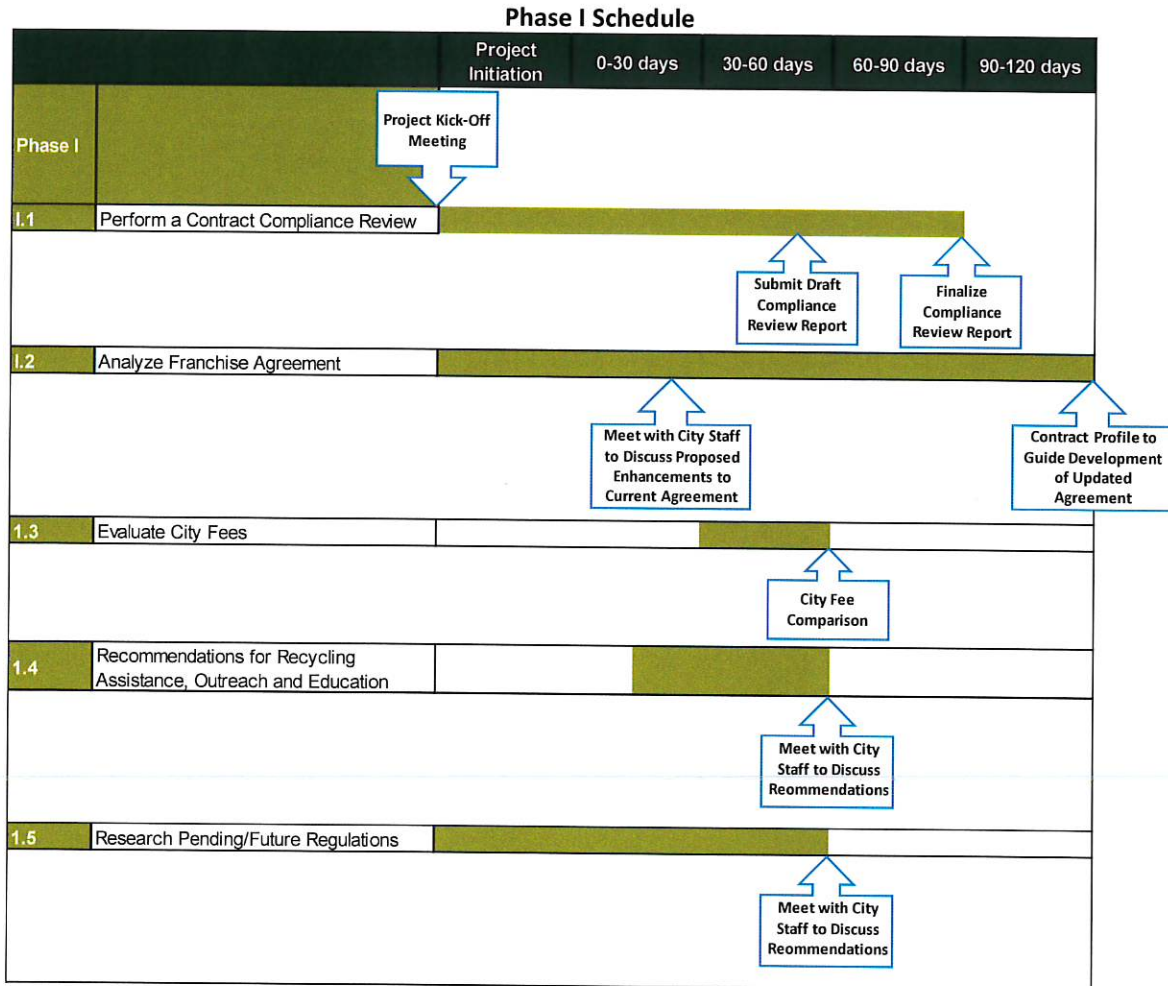 Phase I Schedule
Project
Initiation
0-30 days
30-60 days
60-90 days
90-120 days
Phase I
Project Kick-Off
Meeting
I.1
Perform a Contract Compliance Review
Submit Draft
Compliance
Review Report
Finalize
Compliance
Review Report
I.2
Analyze Franchise Agreement
Meet with City Staff
to Discuss Proposed
Enhancements to
Current Agreement
Contract Profile to
Guide Development
of Updated
Agreement
1.3
Evaluate City Fees
City Fee
Comparison
1.4
Recommendations for Recycling
Assistance, Outreach and Education
Meet with City
Staff to Discuss
Reommendations
1.5
Research Pending/Future Regulations
Meet with City
Staff to Discuss
Reommendations